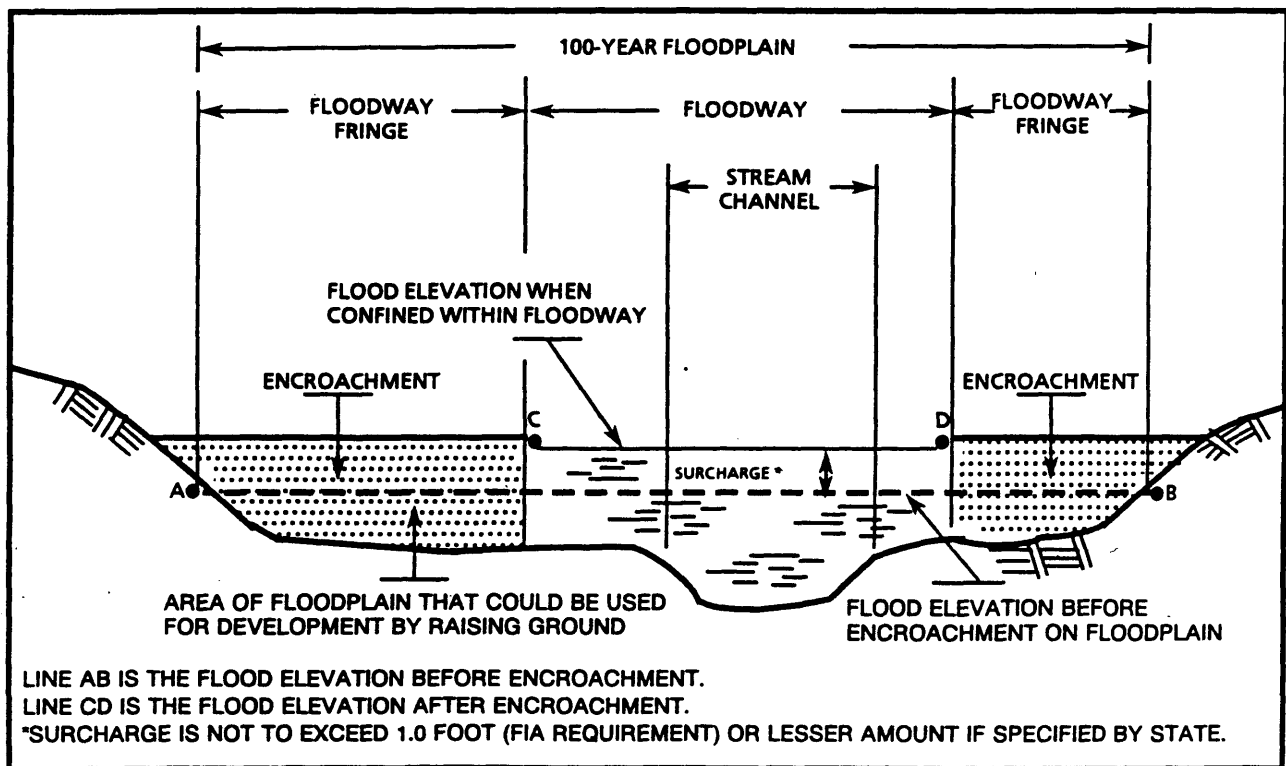 100-YEAR FLOODPLAIN
FLOODWAY
FRINGE
FLOODWAY
FLOODWAY
FRINGE
STREAM
CHANNEL
FLOOD ELEVATION WHEN
CONFINED WITHIN FLOODWAY
ENCROACHMENT
ENCROACHMENT
C
D
SURCHARGE *
A
B
AREA OF FLOODPLAIN THAT COULD BE USED
FOR DEVELOPMENT BY RAISING GROUND
FLOOD ELEVATION BEFORE
ENCROACHMENT ON FLOODPLAIN
LINE AB IS THE FLOOD ELEVATION BEFORE ENCROACHMENT.
LINE CD IS THE FLOOD ELEVATION AFTER ENCROACHMENT.
*SURCHARGE IS NOT TO EXCEED 1.0 FOOT (FIA REQUIREMENT) OR LESSER AMOUNT IF SPECIFIED BY STATE.